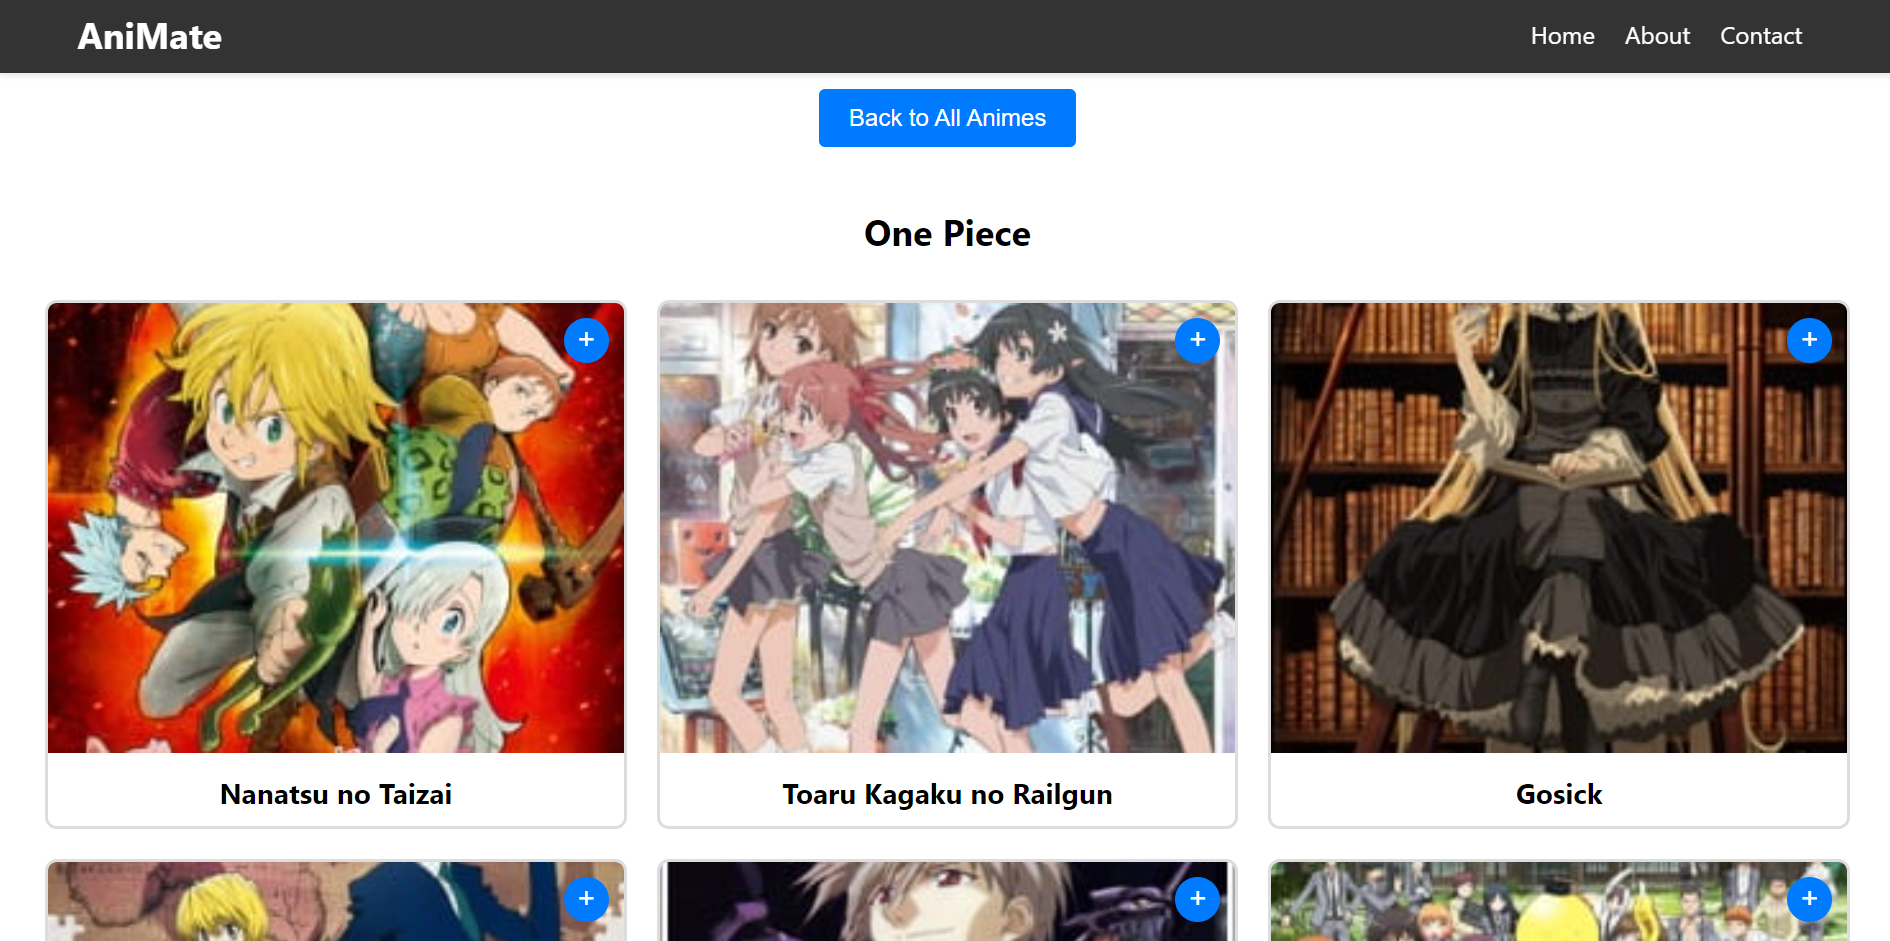 AniMate
Home About Contact
Back to All Animes
One Piece
+ + +
Nanatsu no Taizai
Toaru Kagaku no Railgun
Gosick
+ + +